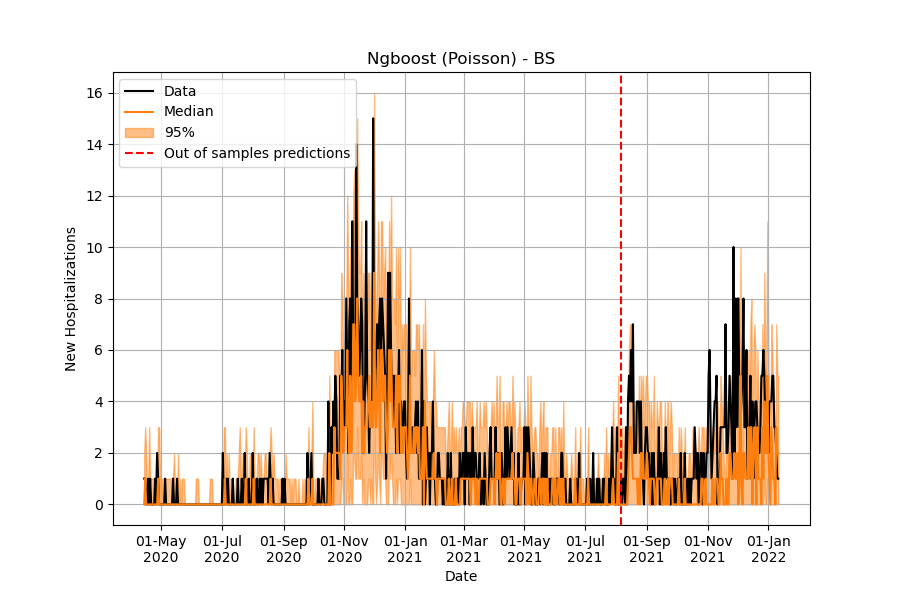 Ngboost (Poisson) - BS
Data
Median
95%
Out of samples predictions
New Hospitalizations
16
14
12
10
8
6
4
2
0
01-May 01-Jul 01-Sep 01-Nov 01-Jan 01-Mar 01-May 01-Jul 01-Sep 01-Nov 01-Jan
2020 2020 2020 2020 2021 2021 2021 2021 2021 2021 2022
Date